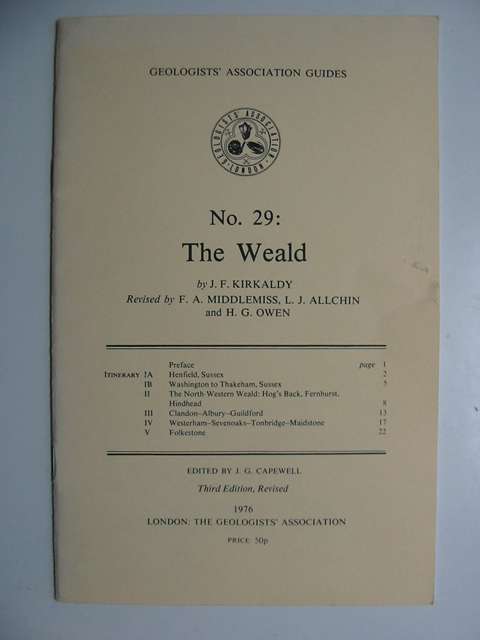 GEOLOGISTS' ASSOCIATION GUIDES
GEOLOGISTS' ASSOCIATION
· LONDON ·
No. 29:
The Weald
by J. F. KIRKALDY
Revised by F. A. MIDDLEMISS, L. J. ALLCHIN
and H. G. OWEN
Preface page 1
ITINERARY IA Henfield, Sussex 2
IB Washington to Thakeham, Sussex 5
II The North-Western Weald: Hog's Back, Fernhurst,
Hindhead 8
III Clandon–Albury–Guildford 13
IV Westerham–Sevenoaks–Tonbridge–Maidstone 17
V Folkestone 22
EDITED BY J. G. CAPEWELL
Third Edition, Revised
1976
LONDON: THE GEOLOGISTS' ASSOCIATION
PRICE: 50p